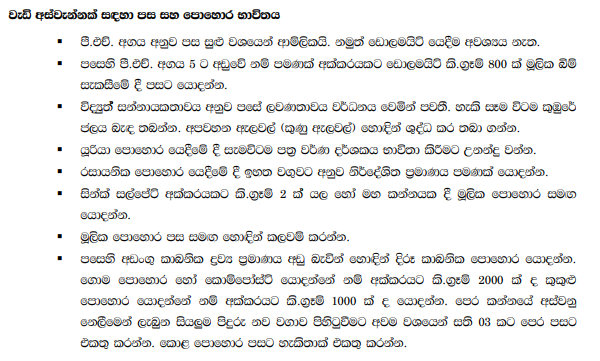 වැඩි අස්වැන්නක් සඳහා පස සහ පොහොර භාවිතය
▪ පී.එච්. අගය අනුව පස සුළු වශයෙන් ආම්ලිකයි. නමුත් ඩොලමයිට් යෙදීම අවශ්‍යය නැත.
▪ පසෙහි පී.එච්. අගය 5 ට අඩුවේ නම් පමණක් අක්කරයකට ඩොලමයිට් කි.ග්‍රෑම් 800 ක් මූලික බිම්
සැකසීමේ දී පසට යොදන්න.
▪ විද්‍යුත් සන්නායකතාවය අනුව පසේ ලවණතාවය වර්ධනය වෙමින් පවතී. හැකි සෑම විටම කුඹුරේ
ජලය බැඳ තබන්න. අපවහන ඇලවල් (කුණු ඇලවල්) හොඳින් ශුද්ධ කර තබා ගන්න.
▪ යූරියා පොහොර යෙදීමේ දී සැමවිටම පත්‍ර වර්ණ දර්ශකය භාවිතා කිරීමට උනන්දු වන්න.
▪ රසායනික පොහොර යෙදීමේ දී ඉහත වගුවට අනුව නිර්දේශිත ප්‍රමාණය පමණක් යොදන්න.
▪ සින්ක් සල්පේට් අක්කරයකට කි.ග්‍රෑම් 2 ක් යල හෝ මහ කන්නයක දී මූලික පොහොර සමඟ
යොදන්න.
▪ මූලික පොහොර පස සමඟ හොඳින් කලවම් කරන්න.
▪ පසෙහි අඩංගු කාබනික ද්‍රව්‍ය ප්‍රමාණය අඩු බැවින් හොඳින් දිරූ කාබනික පොහොර යොදන්න.
ගොම පොහොර හෝ කොම්පෝස්ට් යොදන්නේ නම් අක්කරයට කි.ග්‍රෑම් 2000 ක් ද කුකුළු
පොහොර යොදන්නේ නම් අක්කරයට කි.ග්‍රෑම් 1000 ක් ද යොදන්න. පෙර කන්නයේ අස්වනු
නෙලීමෙන් ලැබුන සියලුම පිදුරු නව වගාව පිහිටුවීමට අවම වශයෙන් සති 03 කට පෙර පසට
එකතු කරන්න. කොළ පොහොර පසට හැකිතාක් එකතු කරන්න.